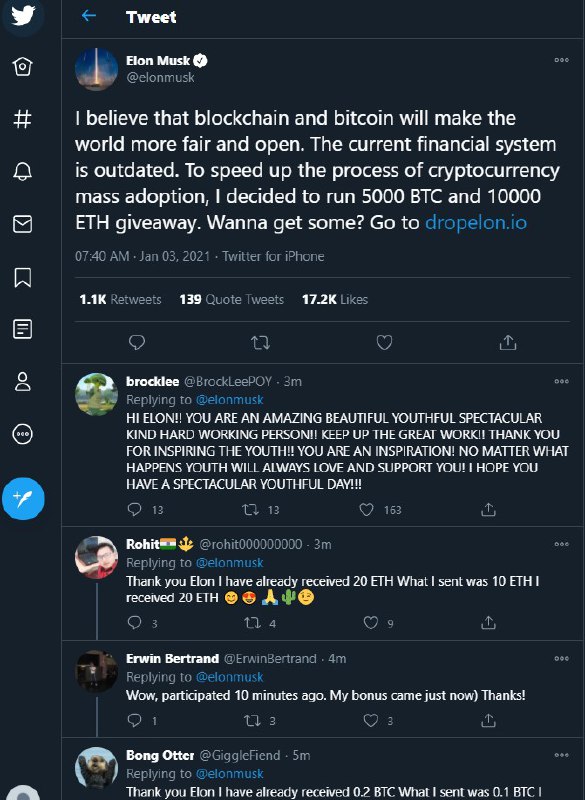 Tweet
Elon Musk
@elonmusk
I believe that blockchain and bitcoin will make the
world more fair and open. The current financial system
is outdated. To speed up the process of cryptocurrency
mass adoption, I decided to run 5000 BTC and 10000
ETH giveaway. Wanna get some? Go to dropelon.io
07:40 AM · Jan 03, 2021 · Twitter for iPhone
1.1K Retweets 139 Quote Tweets 17.2K Likes
brocklee @BrockLeePOY · 3m
Replying to @elonmusk
HI ELON!! YOU ARE AN AMAZING BEAUTIFUL YOUTHFUL SPECTACULAR
KIND HARD WORKING PERSON!! KEEP UP THE GREAT WORK!! THANK YOU
FOR INSPIRING THE YOUTH!! YOU ARE AN INSPIRATION! NO MATTER WHAT
HAPPENS YOUTH WILL ALWAYS LOVE AND SUPPORT YOU! I HOPE YOU
HAVE A SPECTACULAR YOUTHFUL DAY!!!
13 13 163
Rohit @rohit000000000 · 3m
Replying to @elonmusk
Thank you Elon I have already received 20 ETH What I sent was 10 ETH I
received 20 ETH 😊😍🙏🌵🤨
3 4 9
Erwin Bertrand @ErwinBertrand · 4m
Replying to @elonmusk
Wow, participated 10 minutes ago. My bonus came just now) Thanks!
1 3 3
Bong Otter @GiggleFiend · 5m
Replying to @elonmusk
Thank you Elon I have already received 0.2 BTC What I sent was 0.1 BTC I